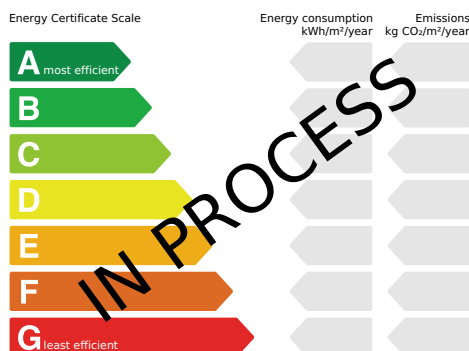 Energy Certificate Scale
Energy consumption
kWh/m²/year
Emissions
kg CO₂/m²/year
A most efficient
B
C
D
E
F
G least efficient
IN PROCESS